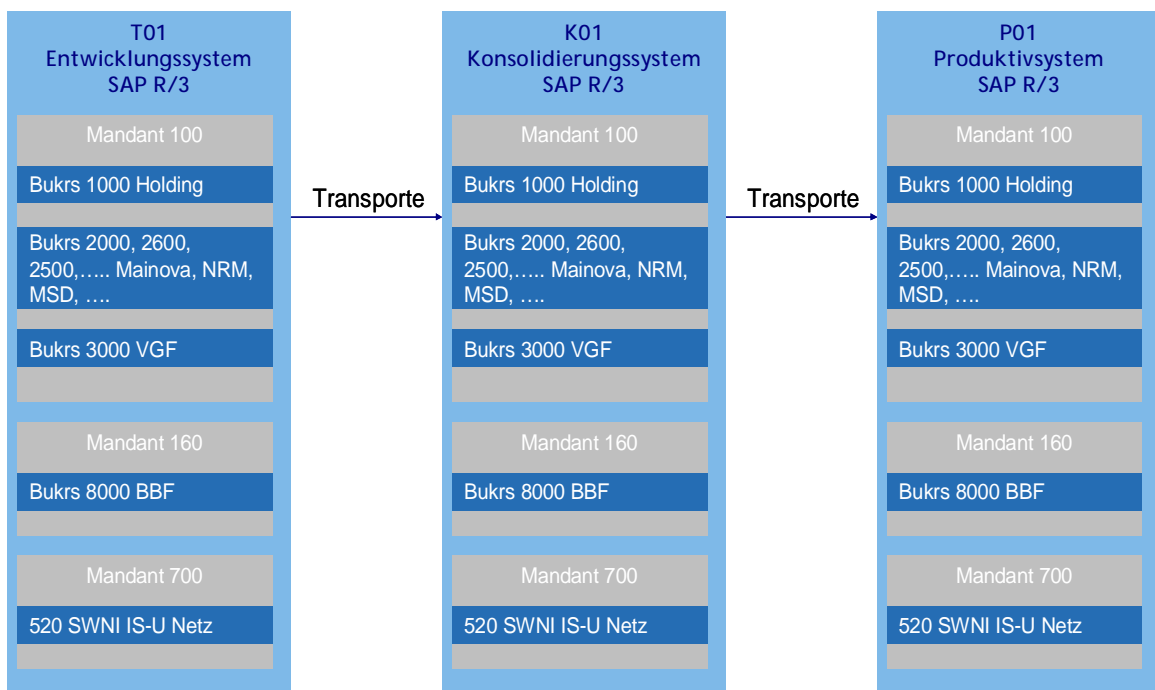 T01
Entwicklungssystem
SAP R/3
Mandant 100
Bukrs 1000 Holding
Bukrs 2000, 2600,
2500,….. Mainova, NRM,
MSD, ….
Bukrs 3000 VGF
Mandant 160
Bukrs 8000 BBF
Mandant 700
520 SWNI IS-U Netz
Transporte
K01
Konsolidierungssystem
SAP R/3
Mandant 100
Bukrs 1000 Holding
Bukrs 2000, 2600,
2500,….. Mainova, NRM,
MSD, ….
Bukrs 3000 VGF
Mandant 160
Bukrs 8000 BBF
Mandant 700
520 SWNI IS-U Netz
Transporte
P01
Produktivsystem
SAP R/3
Mandant 100
Bukrs 1000 Holding
Bukrs 2000, 2600,
2500,….. Mainova, NRM,
MSD, ….
Bukrs 3000 VGF
Mandant 160
Bukrs 8000 BBF
Mandant 700
520 SWNI IS-U Netz